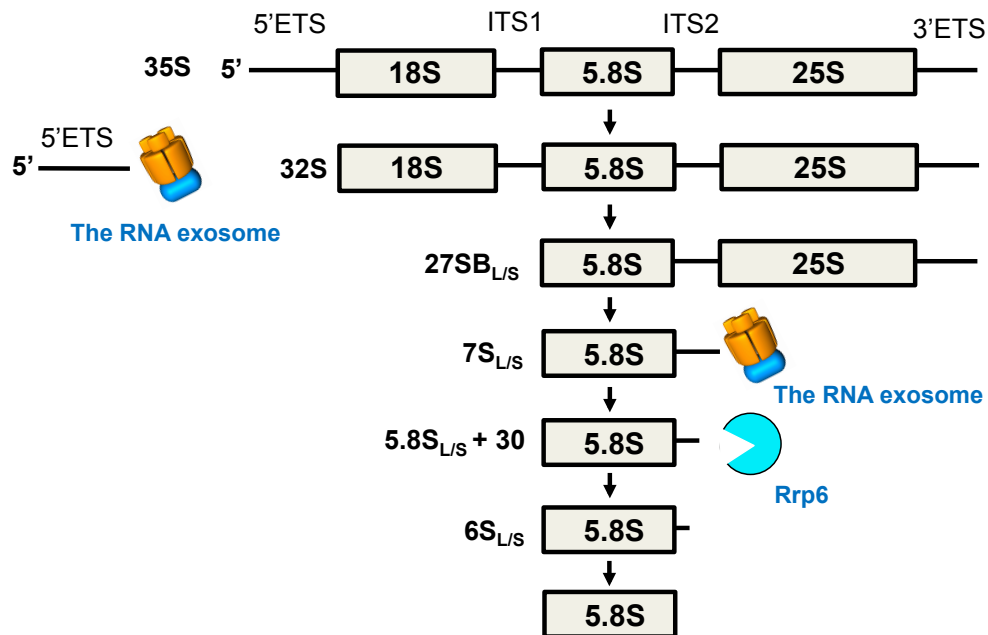 5’ETS ITS1 ITS2 3’ETS
35S 5’ 18S 5.8S 25S
5’ETS
5’ 32S 18S 5.8S 25S
The RNA exosome
27SBL/S 5.8S 25S
7SL/S 5.8S
The RNA exosome
5.8SL/S + 30 5.8S
Rrp6
6SL/S 5.8S
5.8S